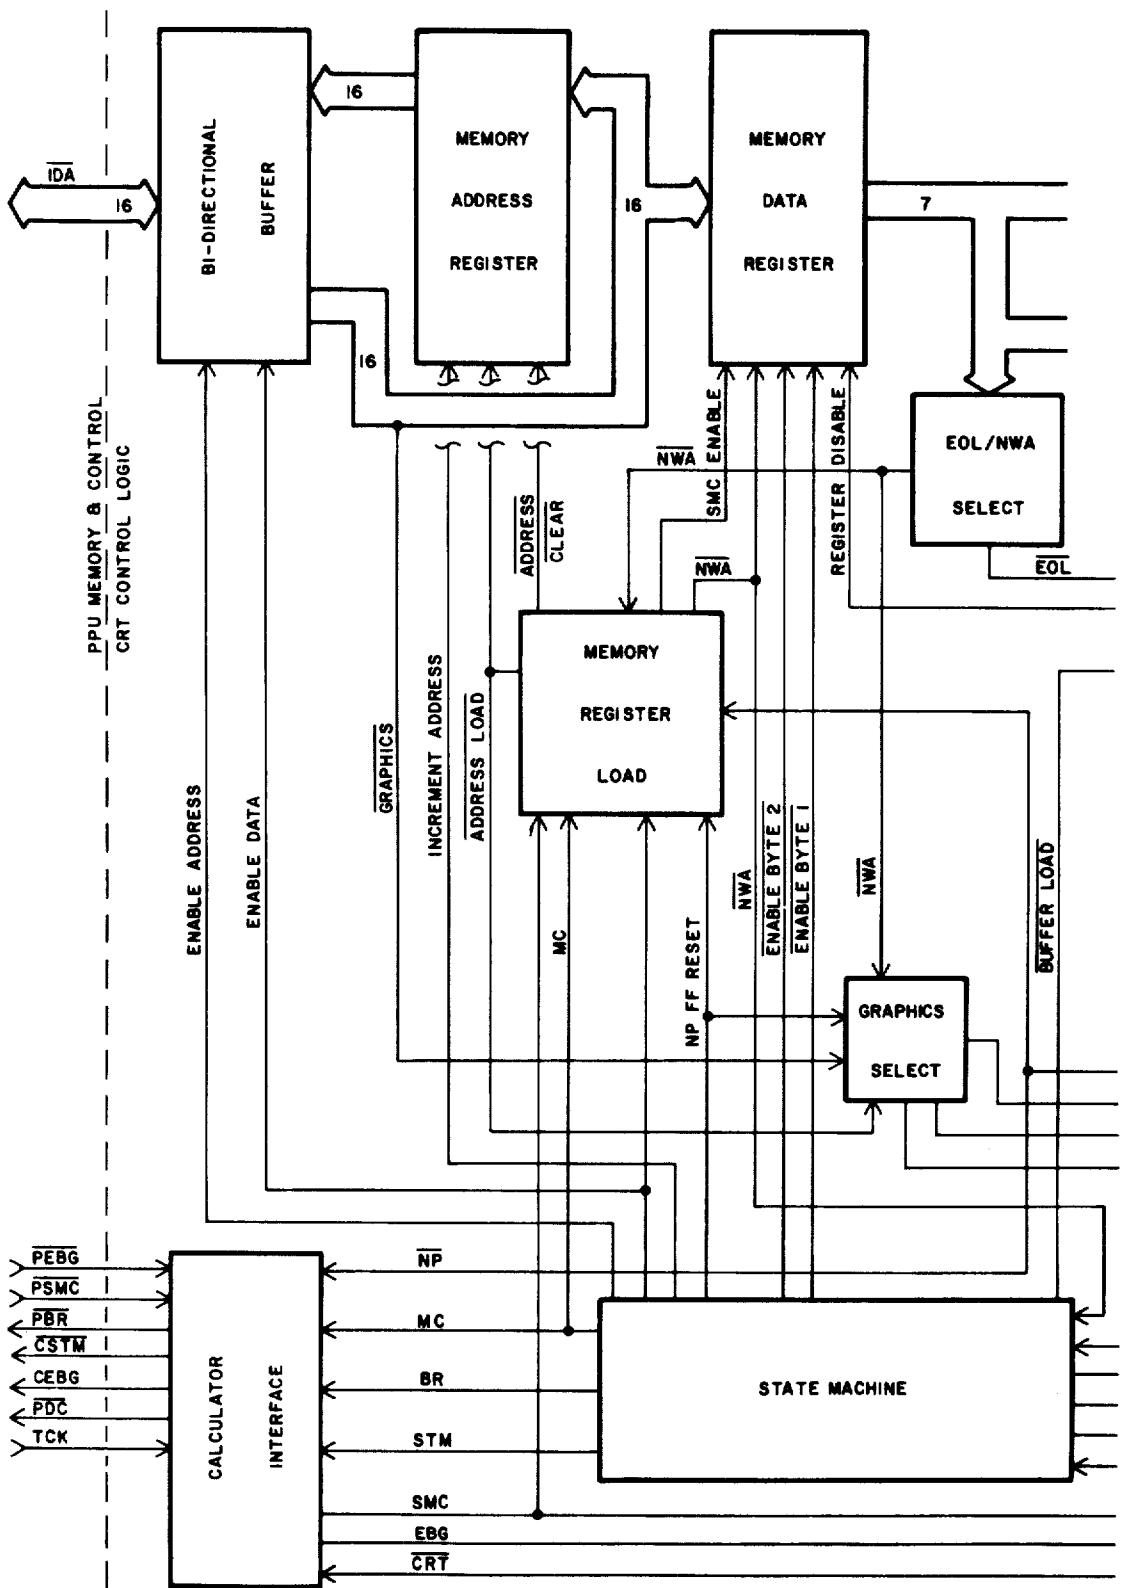 IDA
16
BI-DIRECTIONAL
BUFFER
16
MEMORY
ADDRESS
REGISTER
16
MEMORY
DATA
REGISTER
7
16
EOL/NWA
SELECT
EOL
NWA
SMC ENABLE
REGISTER DISABLE
PPU MEMORY & CONTROL
CRT CONTROL LOGIC
ADDRESS
CLEAR
NWA
MEMORY
REGISTER
LOAD
ENABLE ADDRESS
ENABLE DATA
GRAPHICS
INCREMENT ADDRESS
ADDRESS LOAD
MC
NP FF RESET
NWA
ENABLE BYTE 2
ENABLE BYTE 1
NWA
BUFFER LOAD
GRAPHICS
SELECT
PEBG
PSMC
PBR
CSTM
CEBG
PDC
TCK
CALCULATOR
INTERFACE
NP
MC
BR
STM
SMC
EBG
CRT
STATE MACHINE